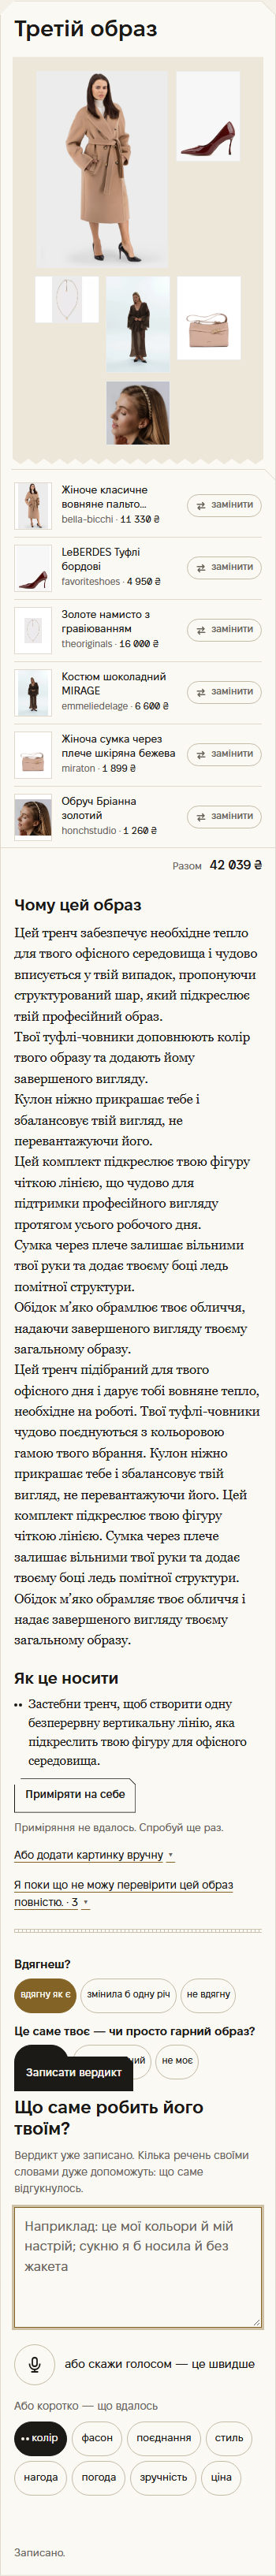 Третій образ
Жіноче класичне
вовняне пальто...
bella-bicchi · 11 330 ₴
замінити
LeBERDES Туфлі
бордові
favoriteshoes · 4 950 ₴
замінити
Золоте намисто з
гравіюванням
theoriginals · 16 000 ₴
замінити
Костюм шоколадний
MIRAGE
emmeliedelage · 6 600 ₴
замінити
Жіноча сумка через
плече шкіряна бежева
miraton · 1 899 ₴
замінити
Обруч Бріанна
золотий
honchstudio · 1 260 ₴
замінити
Разом 42 039 ₴
Чому цей образ
Цей тренч забезпечує необхідне тепло
для твого офісного середовища і чудово
вписується у твій випадок, пропонуючи
структурований шар, який підкреслює
твій професійний образ.
Твої туфлі-човники доповнюють колір
твого образу та додають йому
завершеного вигляду.
Кулон ніжно прикрашає тебе і
збалансовує твій вигляд, не
перевантажуючи його.
Цей комплект підкреслює твою фігуру
чіткою лінією, що чудово для
підтримки професійного вигляду
протягом усього робочого дня.
Сумка через плече залишає вільними
твої руки та додає твоєму боці ледь
помітної структури.
Обідок м’яко обрамлює твоє обличчя,
надаючи завершеного вигляду твоєму
загальному образу.
Цей тренч підібраний для твого
офісного дня і дарує тобі вовняне тепло,
необхідне на роботі. Твої туфлі-човники
чудово поєднуються з кольоровою
гамою твого вбрання. Кулон ніжно
прикрашає тебе і збалансовує твій
вигляд, не перевантажуючи його. Цей
комплект підкреслює твою фігуру
чіткою лінією. Сумка через плече
залишає вільними твої руки та додає
твоєму боці ледь помітної структури.
Обідок м’яко обрамляє твоє обличчя і
надає завершеного вигляду твоєму
загальному образу.
Як це носити
Застебни тренч, щоб створити одну
безперервну вертикальну лінію, яка
підкреслить твою фігуру для офісного
середовища.
Приміряти на себе
Приміряння не вдалось. Спробуй ще раз.
Або додати картинку вручну
Я поки що не можу перевірити цей образ
повністю. · 3
Вдягнеш?
вдягну як є
змінила б одну річ
не вдягну
Це саме твоє — чи просто гарний образ?
не моє
Записати вердикт
Що саме робить його
твоїм?
Вердикт уже записано. Кілька речень своїми
словами дуже допоможуть: що саме
відгукнулось.
Наприклад: це мої кольори й мій
настрій; сукню я б носила й без
жакета
або скажи голосом — це швидше
Або коротко — що вдалось
колір
фасон
поєднання
стиль
нагода
погода
зручність
ціна
Записано.